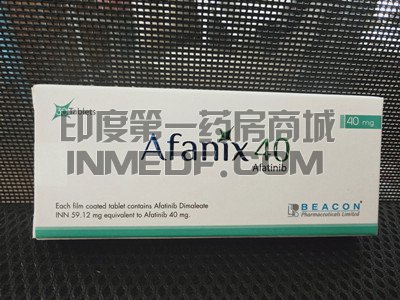 Tablets
40 mg
印度第一药房商城
INMEDP.COM
Afanix 40
Afatinib
Each film coated tablet contains Afatinib Dimaleate
INN 59.12 mg equivalent to Afatinib 40 mg.
BEACON
Pharmaceuticals Limited